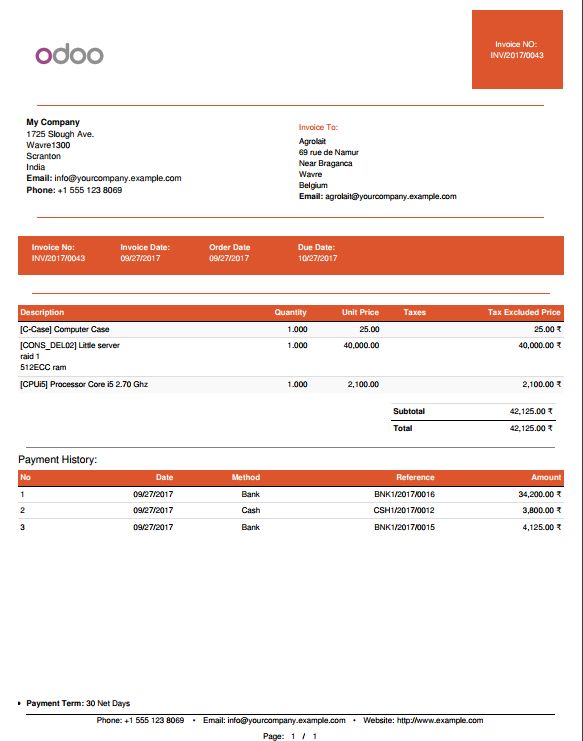 odoo
Invoice NO:
INV/2017/0043
My Company
1725 Slough Ave.
Wavre1300
Scranton
India
Email: info@yourcompany.example.com
Phone: +1 555 123 8069
Invoice To:
Agrolait
69 rue de Namur
Near Braganca
Wavre
Belgium
Email: agrolait@yourcompany.example.com
Invoice No: Invoice Date: Order Date Due Date:
INV/2017/0043 09/27/2017 09/27/2017 10/27/2017
Description Quantity Unit Price Taxes Tax Excluded Price
[C-Case] Computer Case 1.000 25.00 25.00 ₹
[CONS_DEL02] Little server 1.000 40,000.00 40,000.00 ₹
raid 1
512ECC ram
[CPUi5] Processor Core i5 2.70 Ghz 1.000 2,100.00 2,100.00 ₹
Subtotal 42,125.00 ₹
Total 42,125.00 ₹
Payment History:
No Date Method Reference Amount
1 09/27/2017 Bank BNK1/2017/0016 34,200.00 ₹
2 09/27/2017 Cash CSH1/2017/0012 3,800.00 ₹
3 09/27/2017 Bank BNK1/2017/0015 4,125.00 ₹
• Payment Term: 30 Net Days
Phone: +1 555 123 8069 • Email: info@yourcompany.example.com • Website: http://www.example.com
Page: 1 / 1